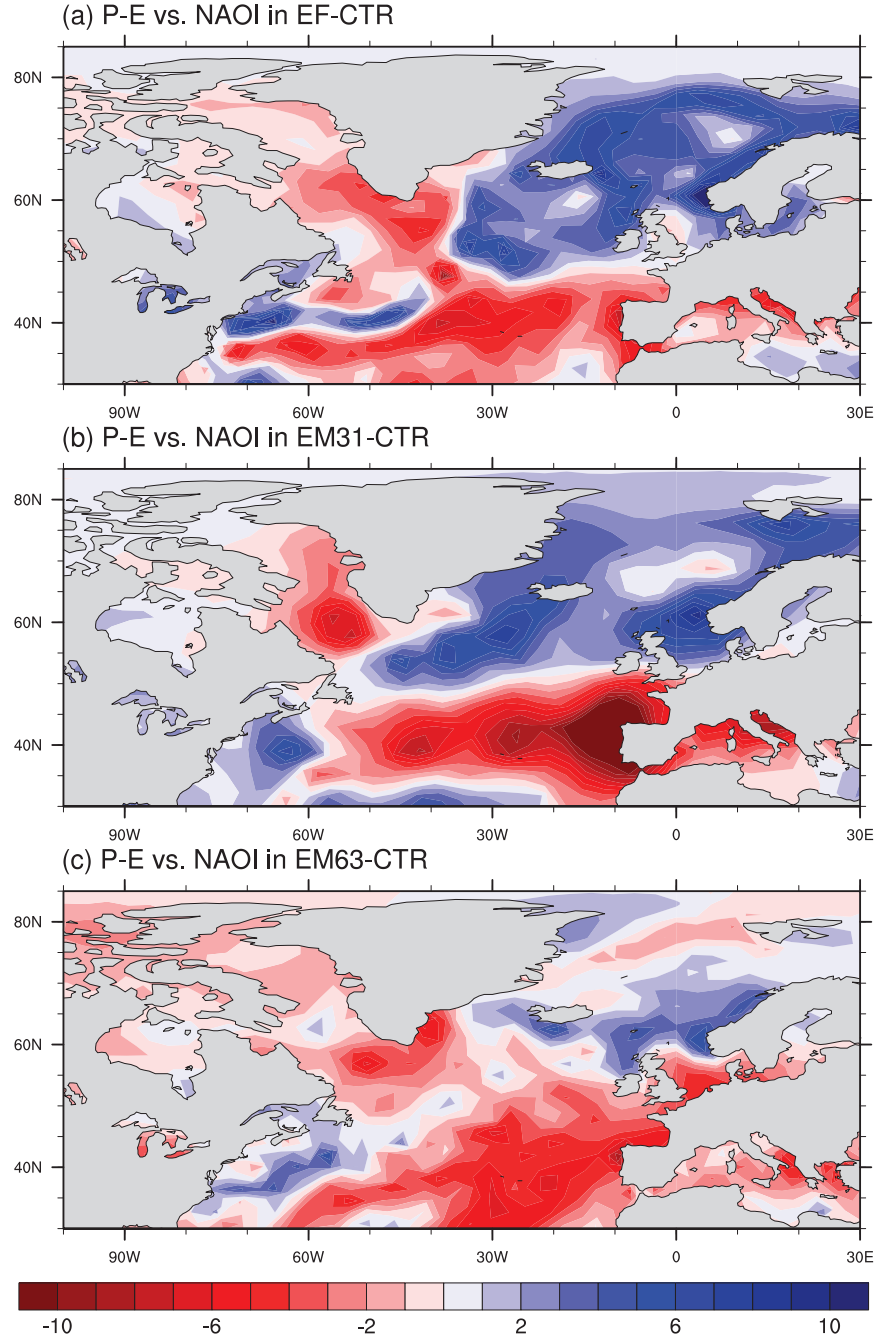 (a) P-E vs. NAOI in EF-CTR
80N
60N
40N
90W 60W 30W 0 30E
(b) P-E vs. NAOI in EM31-CTR
80N
60N
40N
90W 60W 30W 0 30E
(c) P-E vs. NAOI in EM63-CTR
80N
60N
40N
90W 60W 30W 0 30E
-10 -6 -2 2 6 10